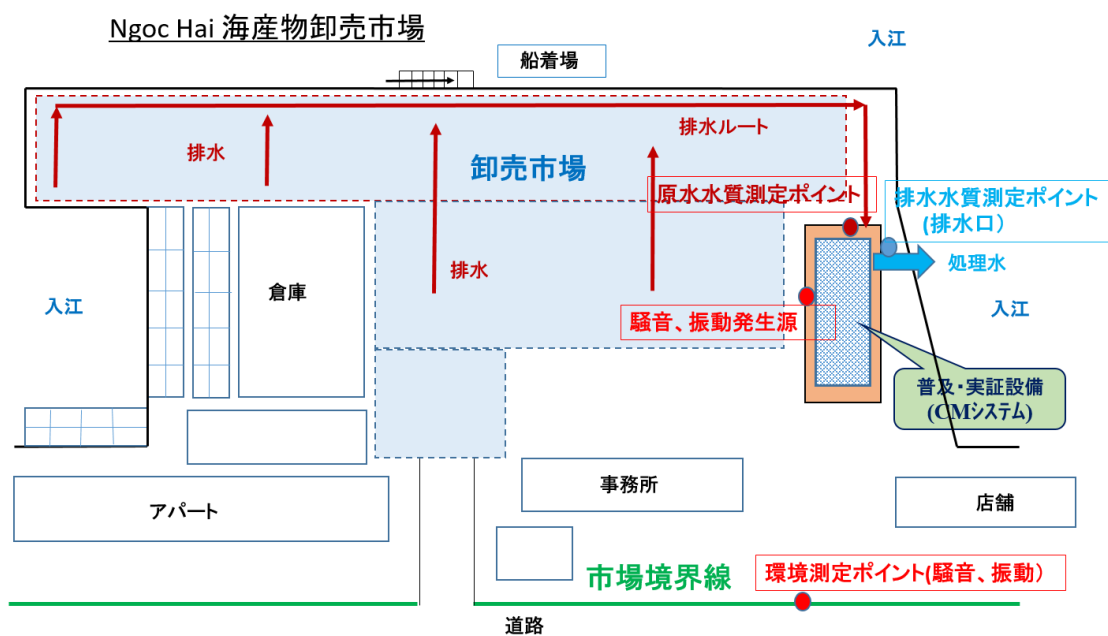 Ngoc Hai 海産物卸売市場
船着場
入江
排水
排水ルート
卸売市場
原水水質測定ポイント
排水水質測定ポイント
(排水口）
排水
倉庫
処理水
入江
入江
騒音、振動発生源
普及・実証設備
(CMシステム)
事務所
店舗
アパート
市場境界線
環境測定ポイント(騒音、振動）
道路